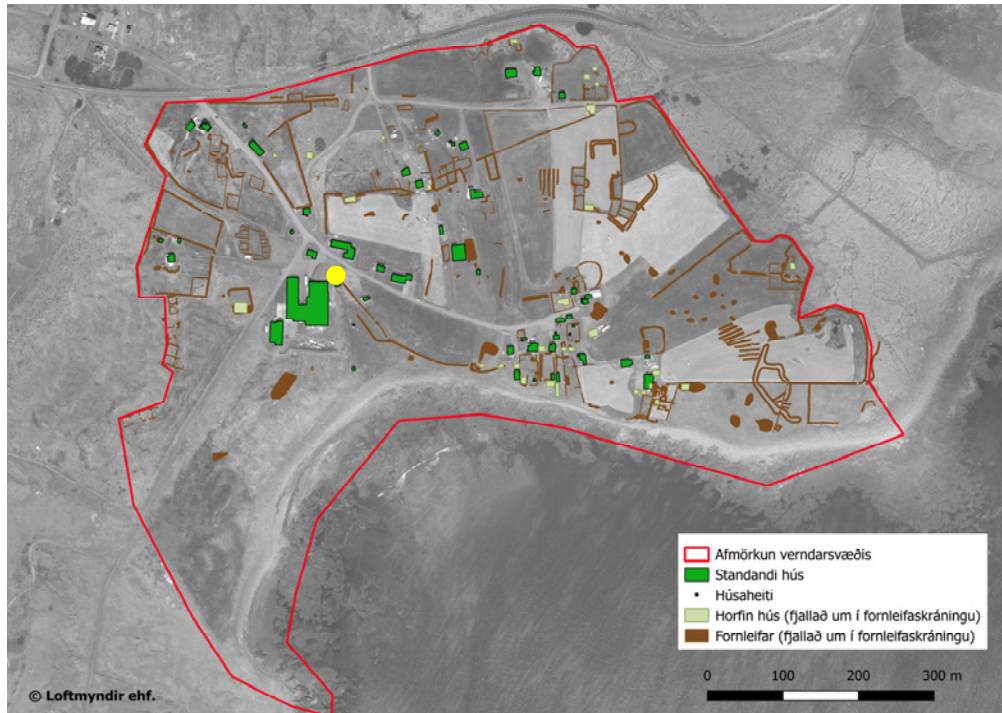 Afmörkun verndarsvæðis
Standandi hús
Húsaheiti
Horfin hús (fjallað um í fornleifaskráningu)
Fornleifar (fjallað um í fornleifaskráningu)
0 100 200 300 m
© Loftmyndir ehf.